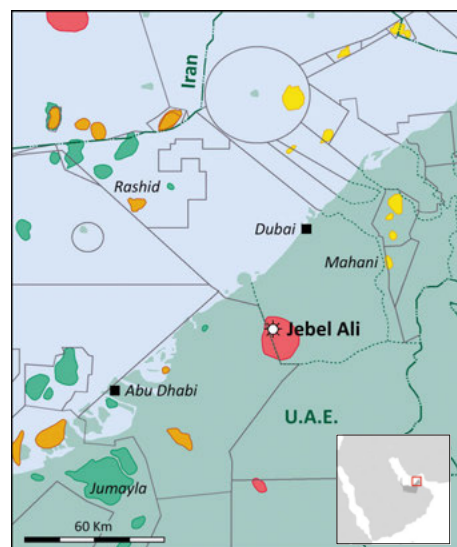 Iran
Rashid
Dubai
Mahani
Jebel Ali
Abu Dhabi
U.A.E.
Jumayla
60 Km